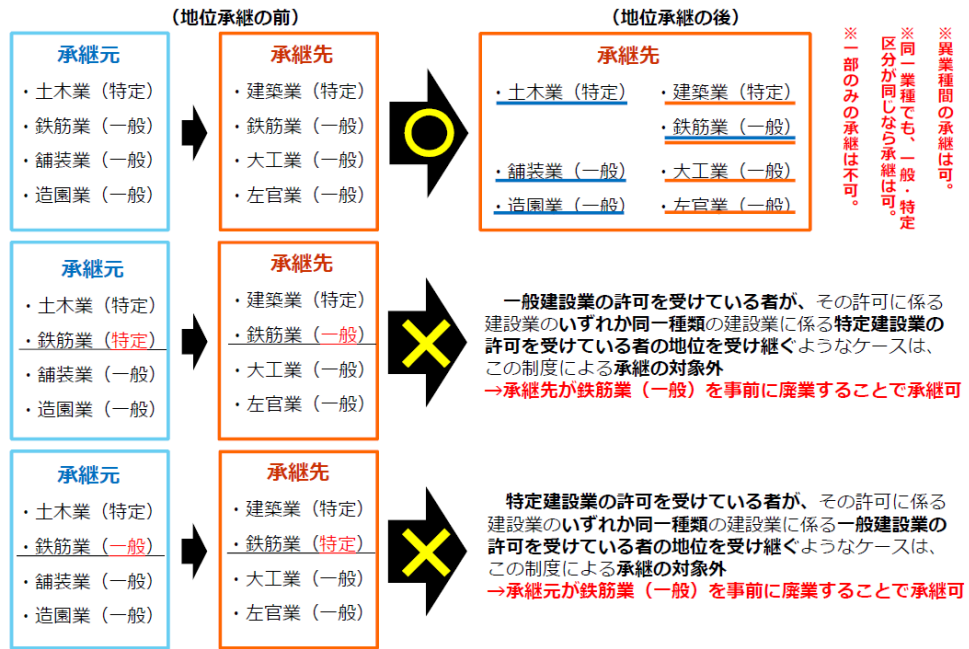 （地位承継の前）
（地位承継の後）
承継元
・土木業（特定）
・鉄筋業（一般）
・舗装業（一般）
・造園業（一般）
承継先
・建築業（特定）
・鉄筋業（一般）
・大工業（一般）
・左官業（一般）
承継先
・土木業（特定）
・建築業（特定）
・鉄筋業（一般）
・舗装業（一般）
・大工業（一般）
・造園業（一般）
・左官業（一般）
※異業種間の承継は可。
※同一業種でも、一般・特定
区分が同じなら承継は可。
※一部のみの承継は不可。
承継元
・土木業（特定）
・鉄筋業（特定）
・舗装業（一般）
・造園業（一般）
承継先
・建築業（特定）
・鉄筋業（一般）
・大工業（一般）
・左官業（一般）
一般建設業の許可を受けている者が、その許可に係る
建設業のいずれか同一種類の建設業に係る特定建設業の
許可を受けている者の地位を受け継ぐようなケースは、
この制度による承継の対象外
→承継先が鉄筋業（一般）を事前に廃業することで承継可
承継元
・土木業（特定）
・鉄筋業（一般）
・舗装業（一般）
・造園業（一般）
承継先
・建築業（特定）
・鉄筋業（特定）
・大工業（一般）
・左官業（一般）
特定建設業の許可を受けている者が、その許可に係る
建設業のいずれか同一種類の建設業に係る一般建設業の
許可を受けている者の地位を受け継ぐようなケースは、
この制度による承継の対象外
→承継元が鉄筋業（一般）を事前に廃業することで承継可